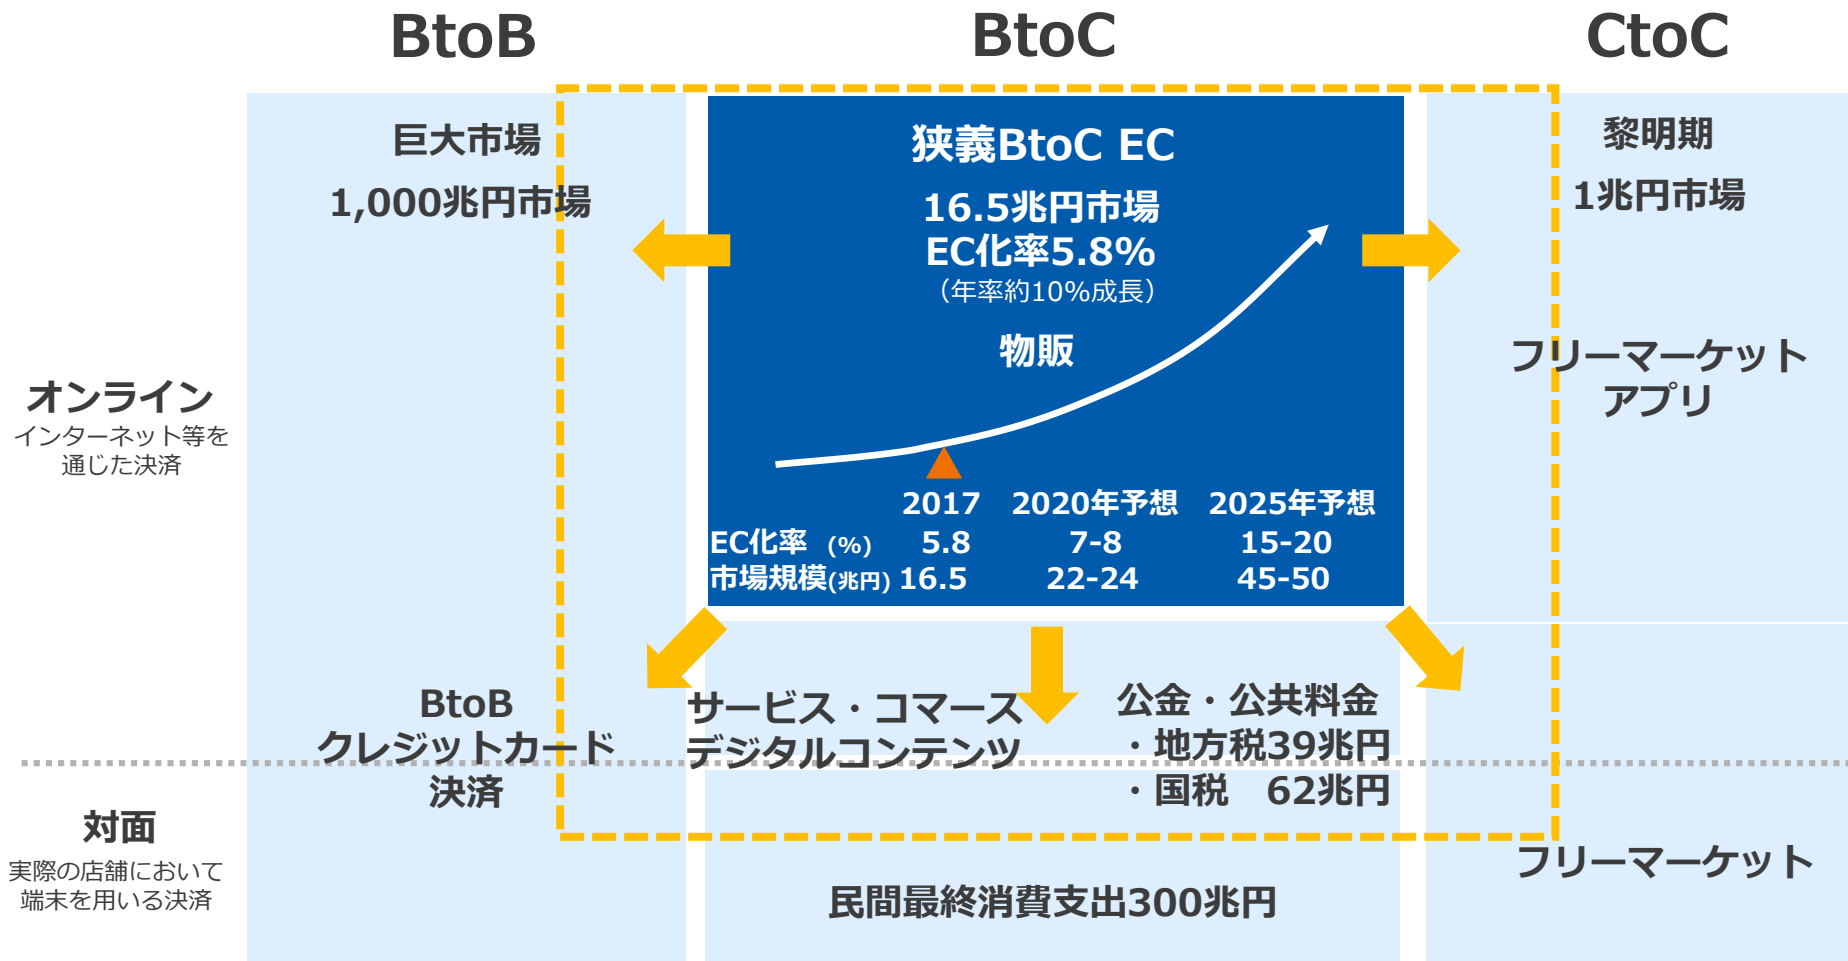 BtoB
BtoC
CtoC
巨大市場
1,000兆円市場
狭義BtoC EC
16.5兆円市場
EC化率5.8%
（年率約10%成長）
物販
2017 2020年予想 2025年予想
EC化率 (%) 5.8 7-8 15-20
市場規模(兆円) 16.5 22-24 45-50
黎明期
1兆円市場
フリーマーケット
アプリ
オンライン
インターネット等を
通じた決済
BtoB
クレジットカード
決済
サービス・コマース
デジタルコンテンツ
公金・公共料金
・地方税39兆円
・国税　62兆円
対面
実際の店舗において
端末を用いる決済
民間最終消費支出300兆円
フリーマーケット